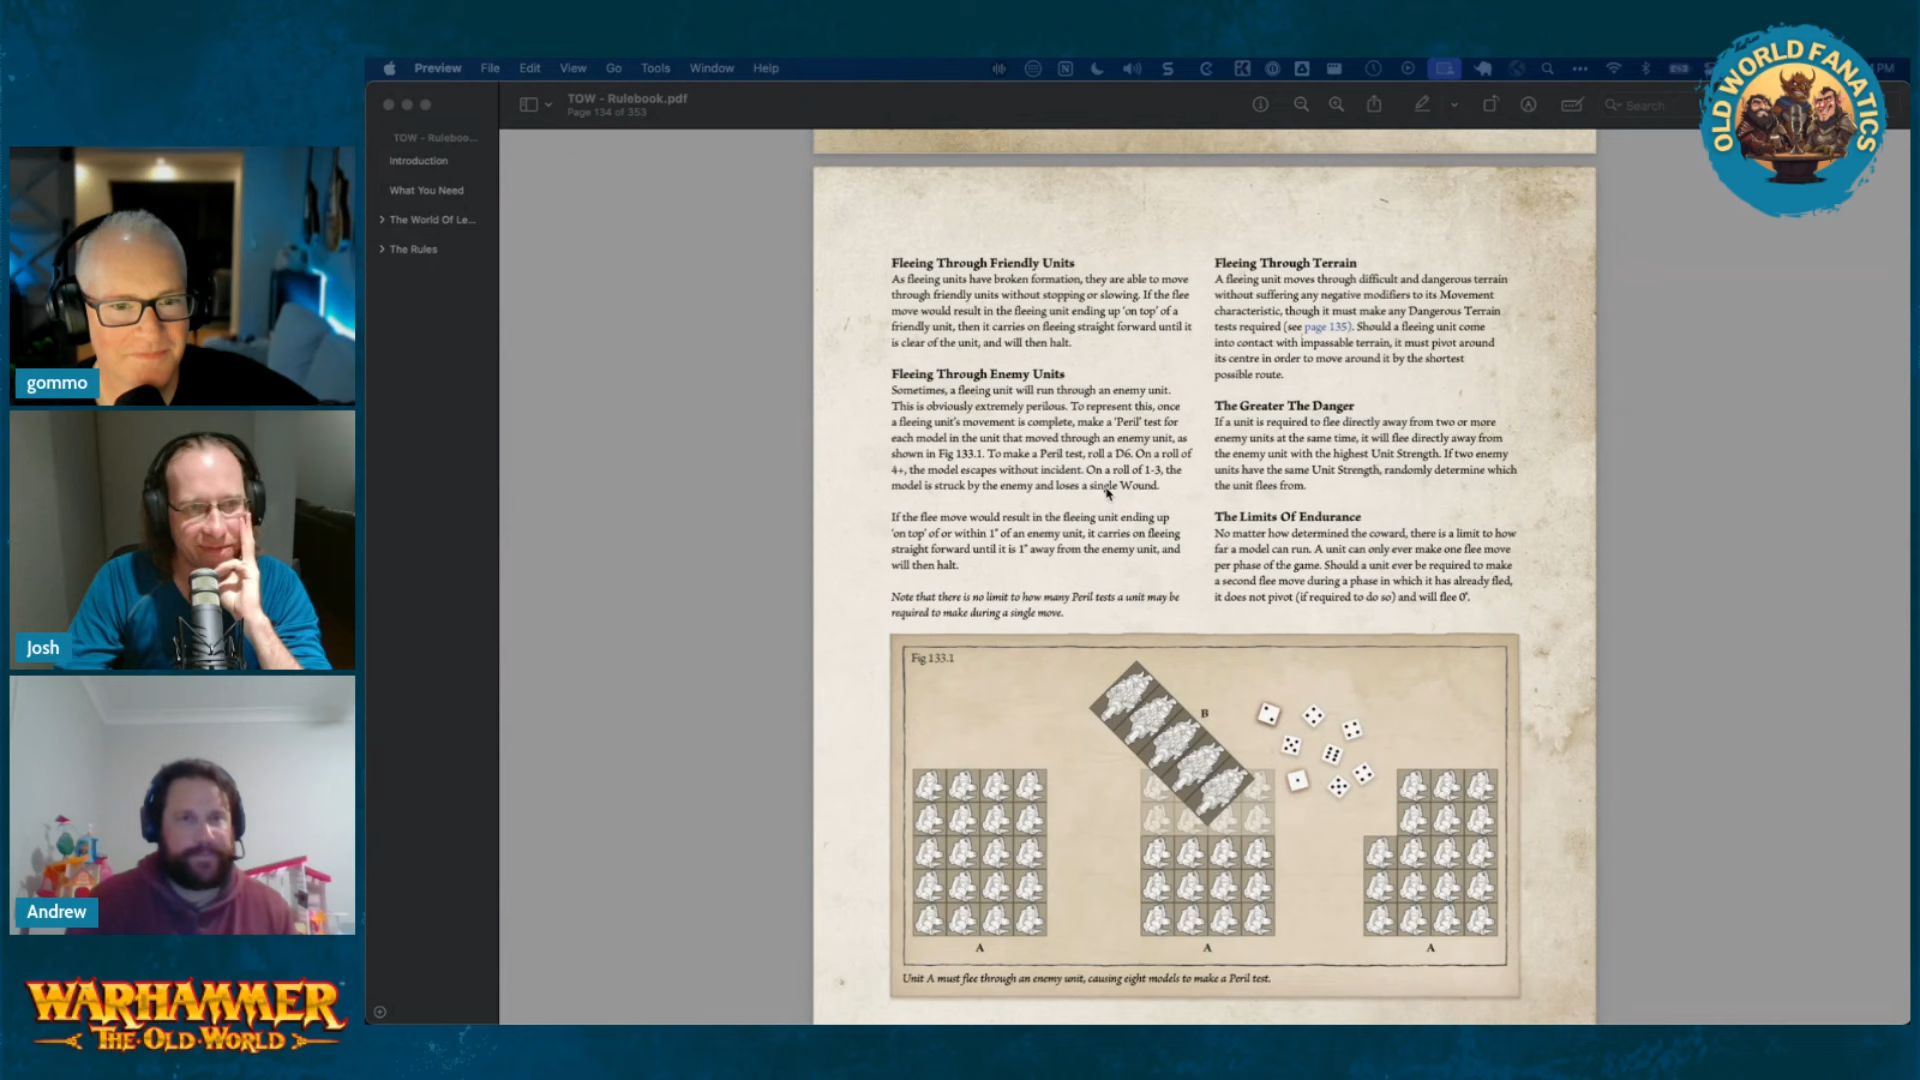 Preview File Edit View Go Tools Window Help
PM
TOW - Rulebook.pdf
Page 134 of 353
Search
TOW - Ruleboo...
Introduction
What You Need
The World Of Le...
The Rules
OLD WORLD FANATICS
gommo
Josh
Andrew
WARHAMMER
THE·OLD·WORLD
Fleeing Through Friendly Units
As fleeing units have broken formation, they are able to move
through friendly units without stopping or slowing. If the flee
move would result in the fleeing unit ending up 'on top' of a
friendly unit, then it carries on fleeing straight forward until it
is clear of the unit, and will then halt.
Fleeing Through Enemy Units
Sometimes, a fleeing unit will run through an enemy unit.
This is obviously extremely perilous. To represent this, once
a fleeing unit's movement is complete, make a 'Peril' test for
each model in the unit that moved through an enemy unit, as
shown in Fig 133.1. To make a Peril test, roll a D6. On a roll of
4+, the model escapes without incident. On a roll of 1-3, the
model is struck by the enemy and loses a single Wound.
If the flee move would result in the fleeing unit ending up
'on top' of or within 1" of an enemy unit, it carries on fleeing
straight forward until it is 1" away from the enemy unit, and
will then halt.
Note that there is no limit to how many Peril tests a unit may be
required to make during a single move.
Fleeing Through Terrain
A fleeing unit moves through difficult and dangerous terrain
without suffering any negative modifiers to its Movement
characteristic, though it must make any Dangerous Terrain
tests required (see page 135). Should a fleeing unit come
into contact with impassable terrain, it must pivot around
its centre in order to move around it by the shortest
possible route.
The Greater The Danger
If a unit is required to flee directly away from two or more
enemy units at the same time, it will flee directly away from
the enemy unit with the highest Unit Strength. If two enemy
units have the same Unit Strength, randomly determine which
the unit flees from.
The Limits Of Endurance
No matter how determined the coward, there is a limit to how
far a model can run. A unit can only ever make one flee move
per phase of the game. Should a unit ever be required to make
a second flee move during a phase in which it has already fled,
it does not pivot (if required to do so) and will flee 0".
Fig 133.1
B
A
A
A
Unit A must flee through an enemy unit, causing eight models to make a Peril test.